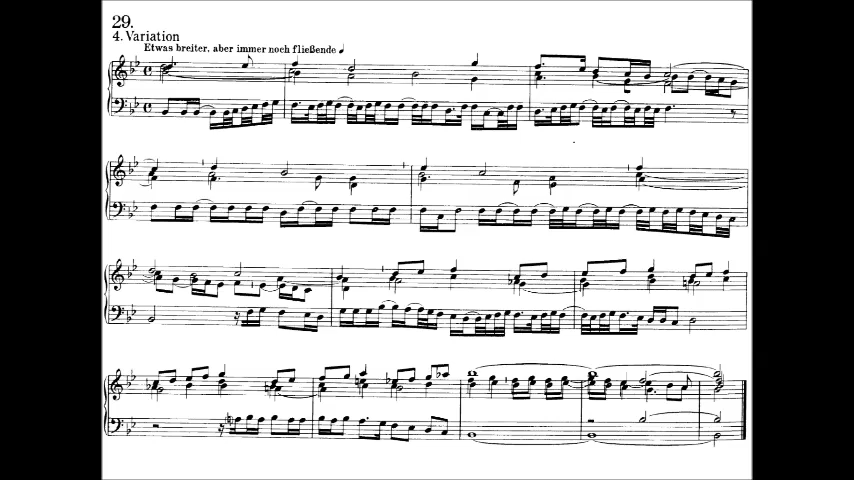 29.
4. Variation
Etwas breiter, aber immer noch fließende